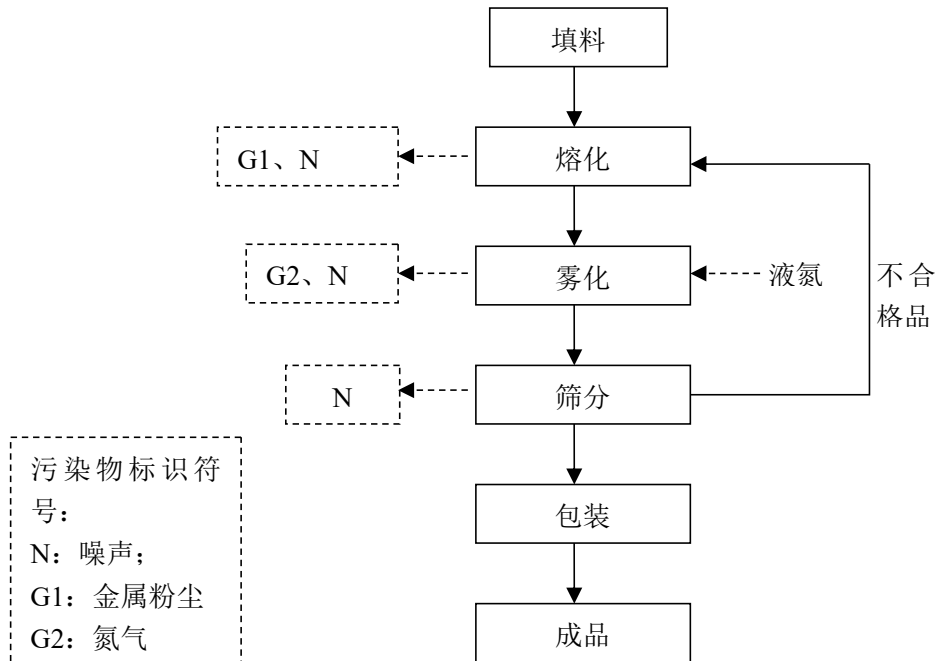 填料
G1、N
熔化
G2、N
雾化
液氮
不合
格品
N
筛分
污染物标识符
号：
N：噪声；
G1：金属粉尘
G2：氮气
包装
成品